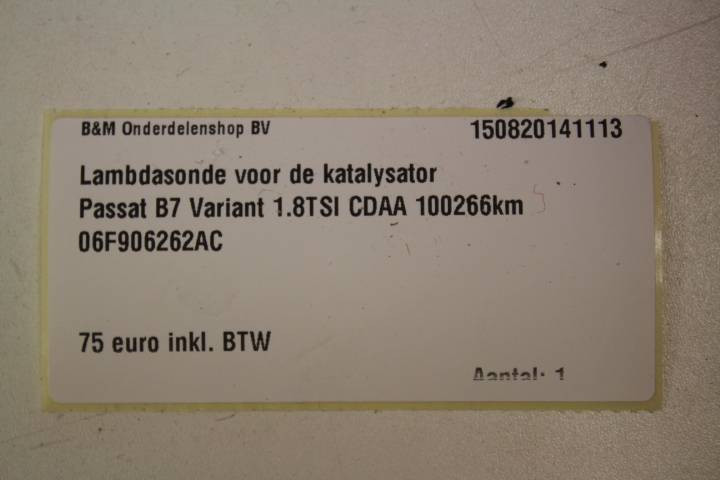 B&M Onderdelenshop BV 150820141113
Lambdasonde voor de katalysator
Passat B7 Variant 1.8TSI CDAA 100266km
06F906262AC
75 euro inkl. BTW
Aantal: 1